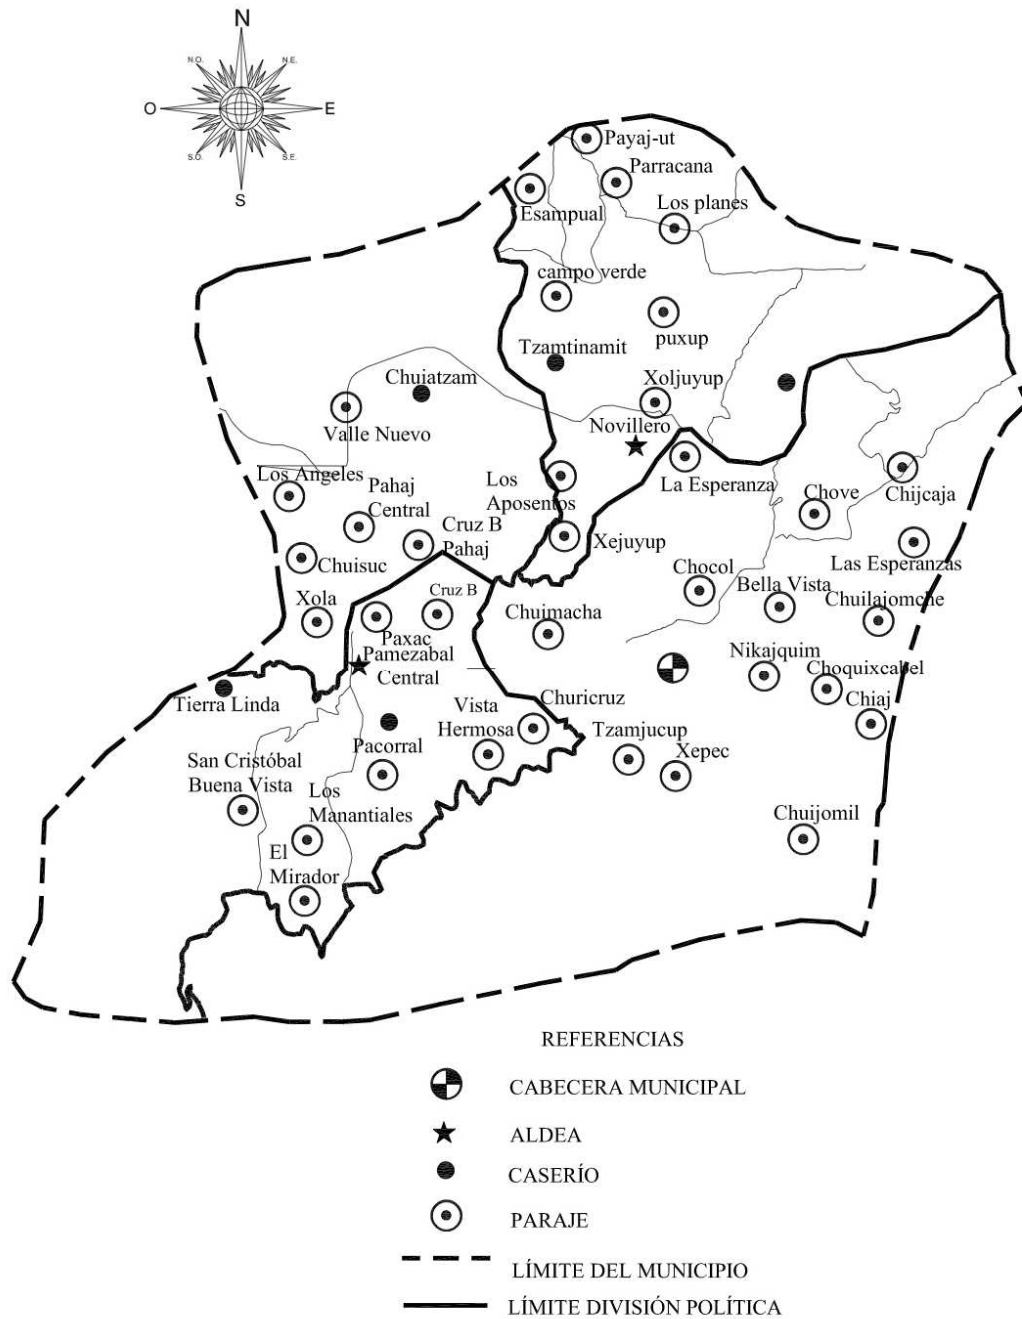 N
N.O.
N.E.
O
E
S.O.
S.E.
S
Payaj-ut
Parracana
Esampual
Los planes
campo verde
puxup
Tzamtinamit
Chuiatzam
Xoljuyup
Valle Nuevo
Novillero
Los Angeles
Los
Aposentos
La Esperanza
Pahaj
Central
Chove
Chijcaja
Cruz B
Pahaj
Xejuyup
Chuisuc
Las Esperanzas
Chocol
Bella Vista
Xola
Cruz B
Chuimacha
Chuilajomche
Paxac
Pamezabal
Central
Nikajquim
Choquixcabel
Tierra Linda
Vista
Hermosa
Churicruz
Chiaj
Tzamjucup
Pacorral
Xepec
San Cristóbal
Buena Vista
Los
Manantiales
Chuijomil
El
Mirador
REFERENCIAS
CABECERA MUNICIPAL
ALDEA
CASERÍO
PARAJE
LÍMITE DEL MUNICIPIO
LÍMITE DIVISIÓN POLÍTICA